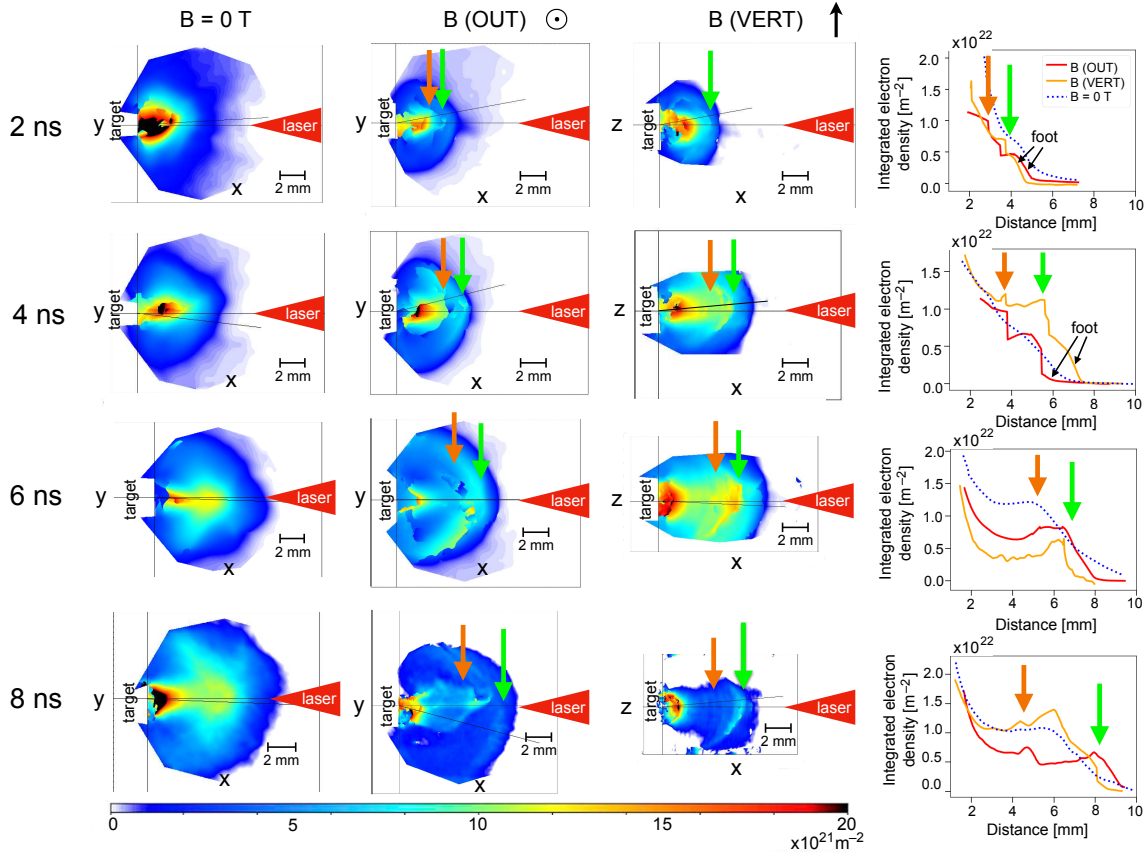 B = 0 T
B (OUT)
B (VERT)
2 ns
y
target
laser
x
2 mm
y
target
laser
x
2 mm
z
target
laser
x
2 mm
x10²²
Integrated electron
density [m⁻²]
2.0
1.5
1.0
0.5
0.0
B (OUT)
B (VERT)
B = 0 T
foot
2 4 6 8 10
Distance [mm]
4 ns
y
target
laser
x
2 mm
y
target
laser
x
2 mm
z
target
laser
x
2 mm
x10²²
Integrated electron
density [m⁻²]
1.5
1.0
0.5
0.0
foot
2 4 6 8 10
Distance [mm]
6 ns
y
target
laser
x
2 mm
y
target
laser
x
2 mm
z
target
laser
x
2 mm
x10²²
Integrated electron
density [m⁻²]
2.0
1.5
1.0
0.5
0.0
2 4 6 8 10
Distance [mm]
8 ns
y
target
laser
x
2 mm
y
target
laser
x
2 mm
z
target
laser
x
2 mm
x10²²
Integrated electron
density [m⁻²]
2.0
1.5
1.0
0.5
0.0
2 4 6 8 10
Distance [mm]
0 5 10 15 20
x10²¹m⁻²